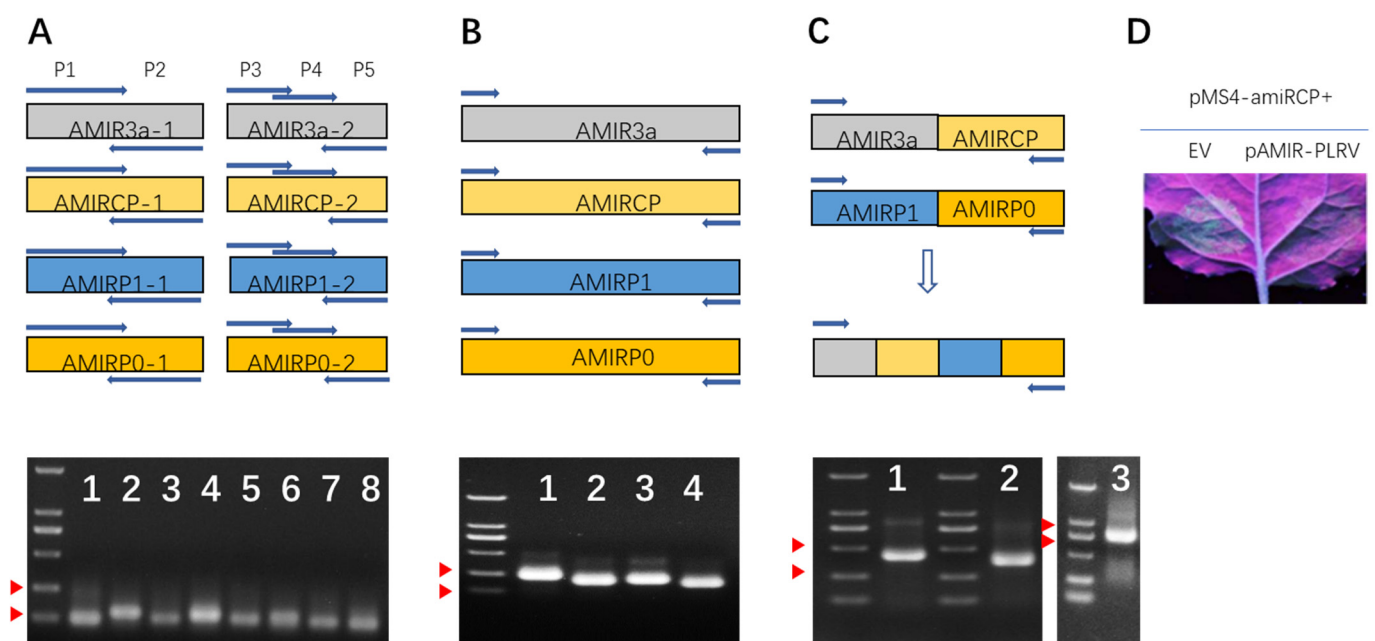 A
P1 P2 P3 P4 P5
AMIR3a-1 AMIR3a-2
AMIRCP-1 AMIRCP-2
AMIRP1-1 AMIRP1-2
AMIRP0-1 AMIRP0-2
1 2 3 4 5 6 7 8
B
AMIR3a
AMIRCP
AMIRP1
AMIRP0
1 2 3 4
C
AMIR3a AMIRCP
AMIRP1 AMIRP0
1 2 3
D
pMS4-amiRCP+
EV pAMIR-PLRV